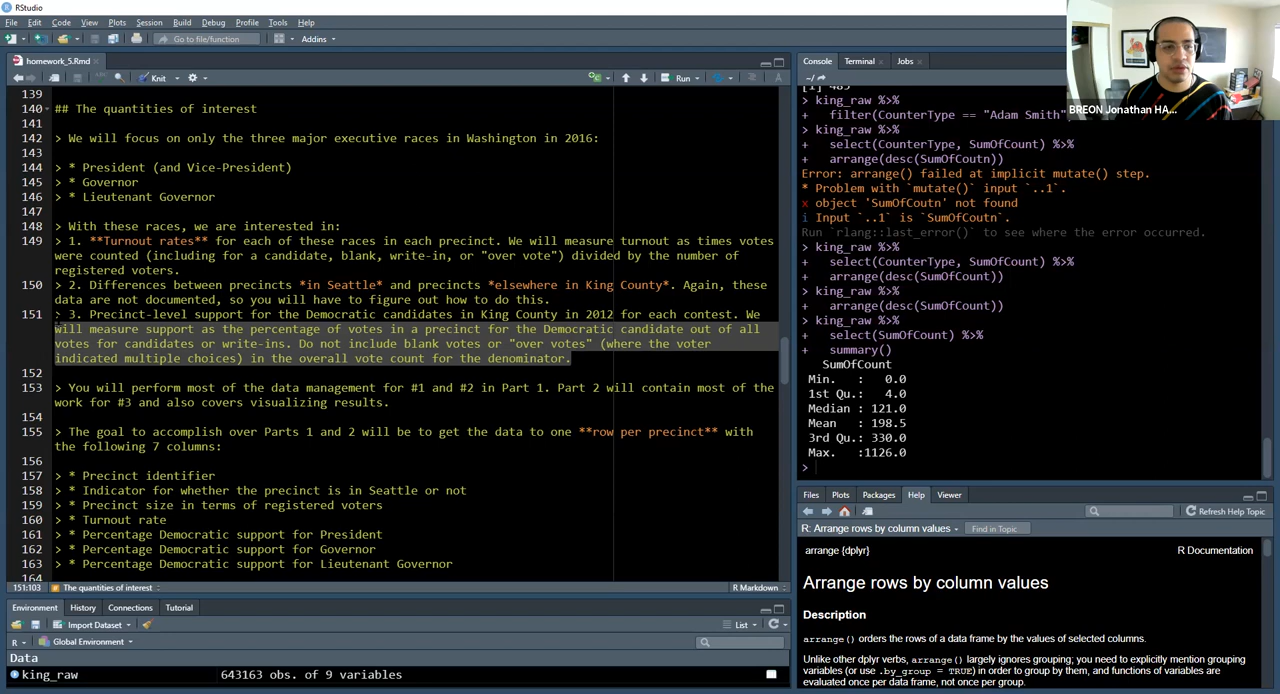 RStudio
File Edit Code View Plots Session Build Debug Profile Tools Help
Go to file/function Addins
homework_5.Rmd
Knit Run
139
140 ## The quantities of interest
141
142 > We will focus on only the three major executive races in Washington in 2016:
143
144 > * President (and Vice-President)
145 > * Governor
146 > * Lieutenant Governor
147
148 > With these races, we are interested in:
149 > 1. **Turnout rates** for each of these races in each precinct. We will measure turnout as times votes
were counted (including for a candidate, blank, write-in, or "over vote") divided by the number of
registered voters.
150 > 2. Differences between precincts *in Seattle* and precincts *elsewhere in King County*. Again, these
data are not documented, so you will have to figure out how to do this.
151 > 3. Precinct-level support for the Democratic candidates in King County in 2012 for each contest. We
will measure support as the percentage of votes in a precinct for the Democratic candidate out of all
votes for candidates or write-ins. Do not include blank votes or "over votes" (where the voter
indicated multiple choices) in the overall vote count for the denominator.
152
153 > You will perform most of the data management for #1 and #2 in Part 1. Part 2 will contain most of the
work for #3 and also covers visualizing results.
154
155 > The goal to accomplish over Parts 1 and 2 will be to get the data to one **row per precinct** with
the following 7 columns:
156
157 > * Precinct identifier
158 > * Indicator for whether the precinct is in Seattle or not
159 > * Precinct size in terms of registered voters
160 > * Turnout rate
161 > * Percentage Democratic support for President
162 > * Percentage Democratic support for Governor
163 > * Percentage Democratic support for Lieutenant Governor
164
151:103 The quantities of interest R Markdown
Environment History Connections Tutorial
Import Dataset List
R Global Environment
Data
king_raw 643163 obs. of 9 variables
Console Terminal Jobs
~/
[1] 485
> king_raw %>%
+ filter(CounterType == "Adam Smith"
> king_raw %>%
+ select(CounterType, SumOfCount) %>%
+ arrange(desc(SumOfCoutn))
Error: arrange() failed at implicit mutate() step.
* Problem with `mutate()` input `..1`.
x object 'SumOfCoutn' not found
i Input `..1` is `SumOfCoutn`.
Run `rlang::last_error()` to see where the error occurred.
> king_raw %>%
+ select(CounterType, SumOfCount) %>%
+ arrange(desc(SumOfCount))
> king_raw %>%
+ arrange(desc(SumOfCount))
> king_raw %>%
+ select(SumOfCount) %>%
+ summary()
SumOfCount
Min. : 0.0
1st Qu.: 4.0
Median : 121.0
Mean : 198.5
3rd Qu.: 330.0
Max. :1126.0
>
BREON Jonathan HA...
Files Plots Packages Help Viewer
Refresh Help Topic
R: Arrange rows by column values Find in Topic
arrange {dplyr} R Documentation
Arrange rows by column values
Description
arrange() orders the rows of a data frame by the values of selected columns.
Unlike other dplyr verbs, arrange() largely ignores grouping; you need to explicitly mention grouping
variables (or use .by_group = TRUE) in order to group by them, and functions of variables are
evaluated once per data frame, not once per group.